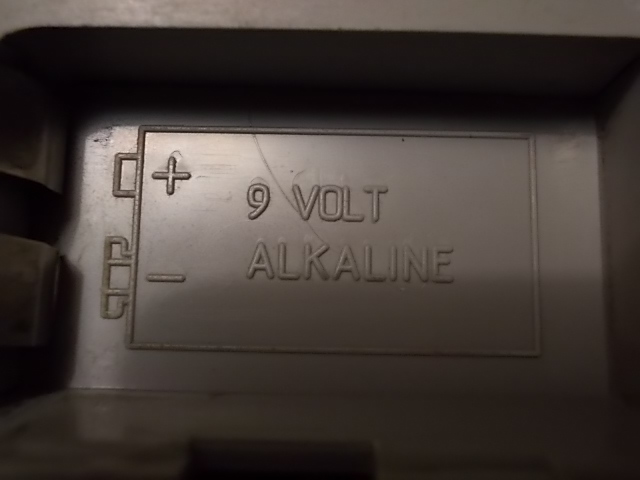 + 9 VOLT
- ALKALINE